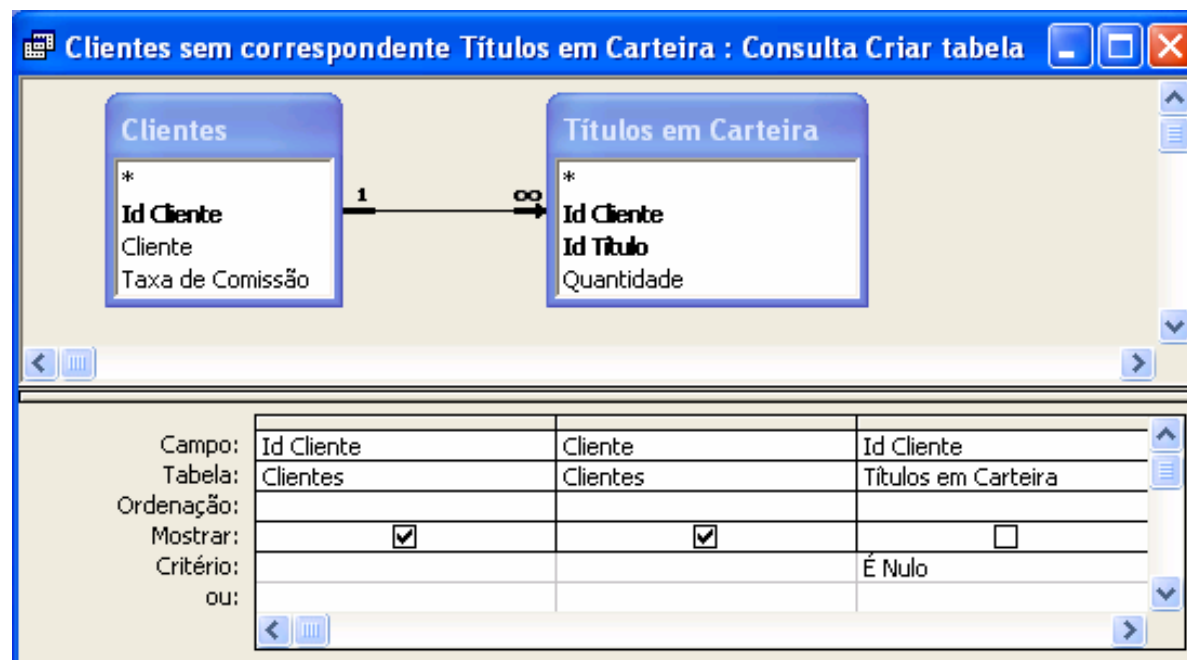 Clientes sem correspondente Títulos em Carteira : Consulta Criar tabela
Clientes
*
Id Cliente
Cliente
Taxa de Comissão
1
∞
Títulos em Carteira
*
Id Cliente
Id Título
Quantidade
Campo: Id Cliente Cliente Id Cliente
Tabela: Clientes Clientes Títulos em Carteira
Ordenação:
Mostrar:
Critério: É Nulo
ou: